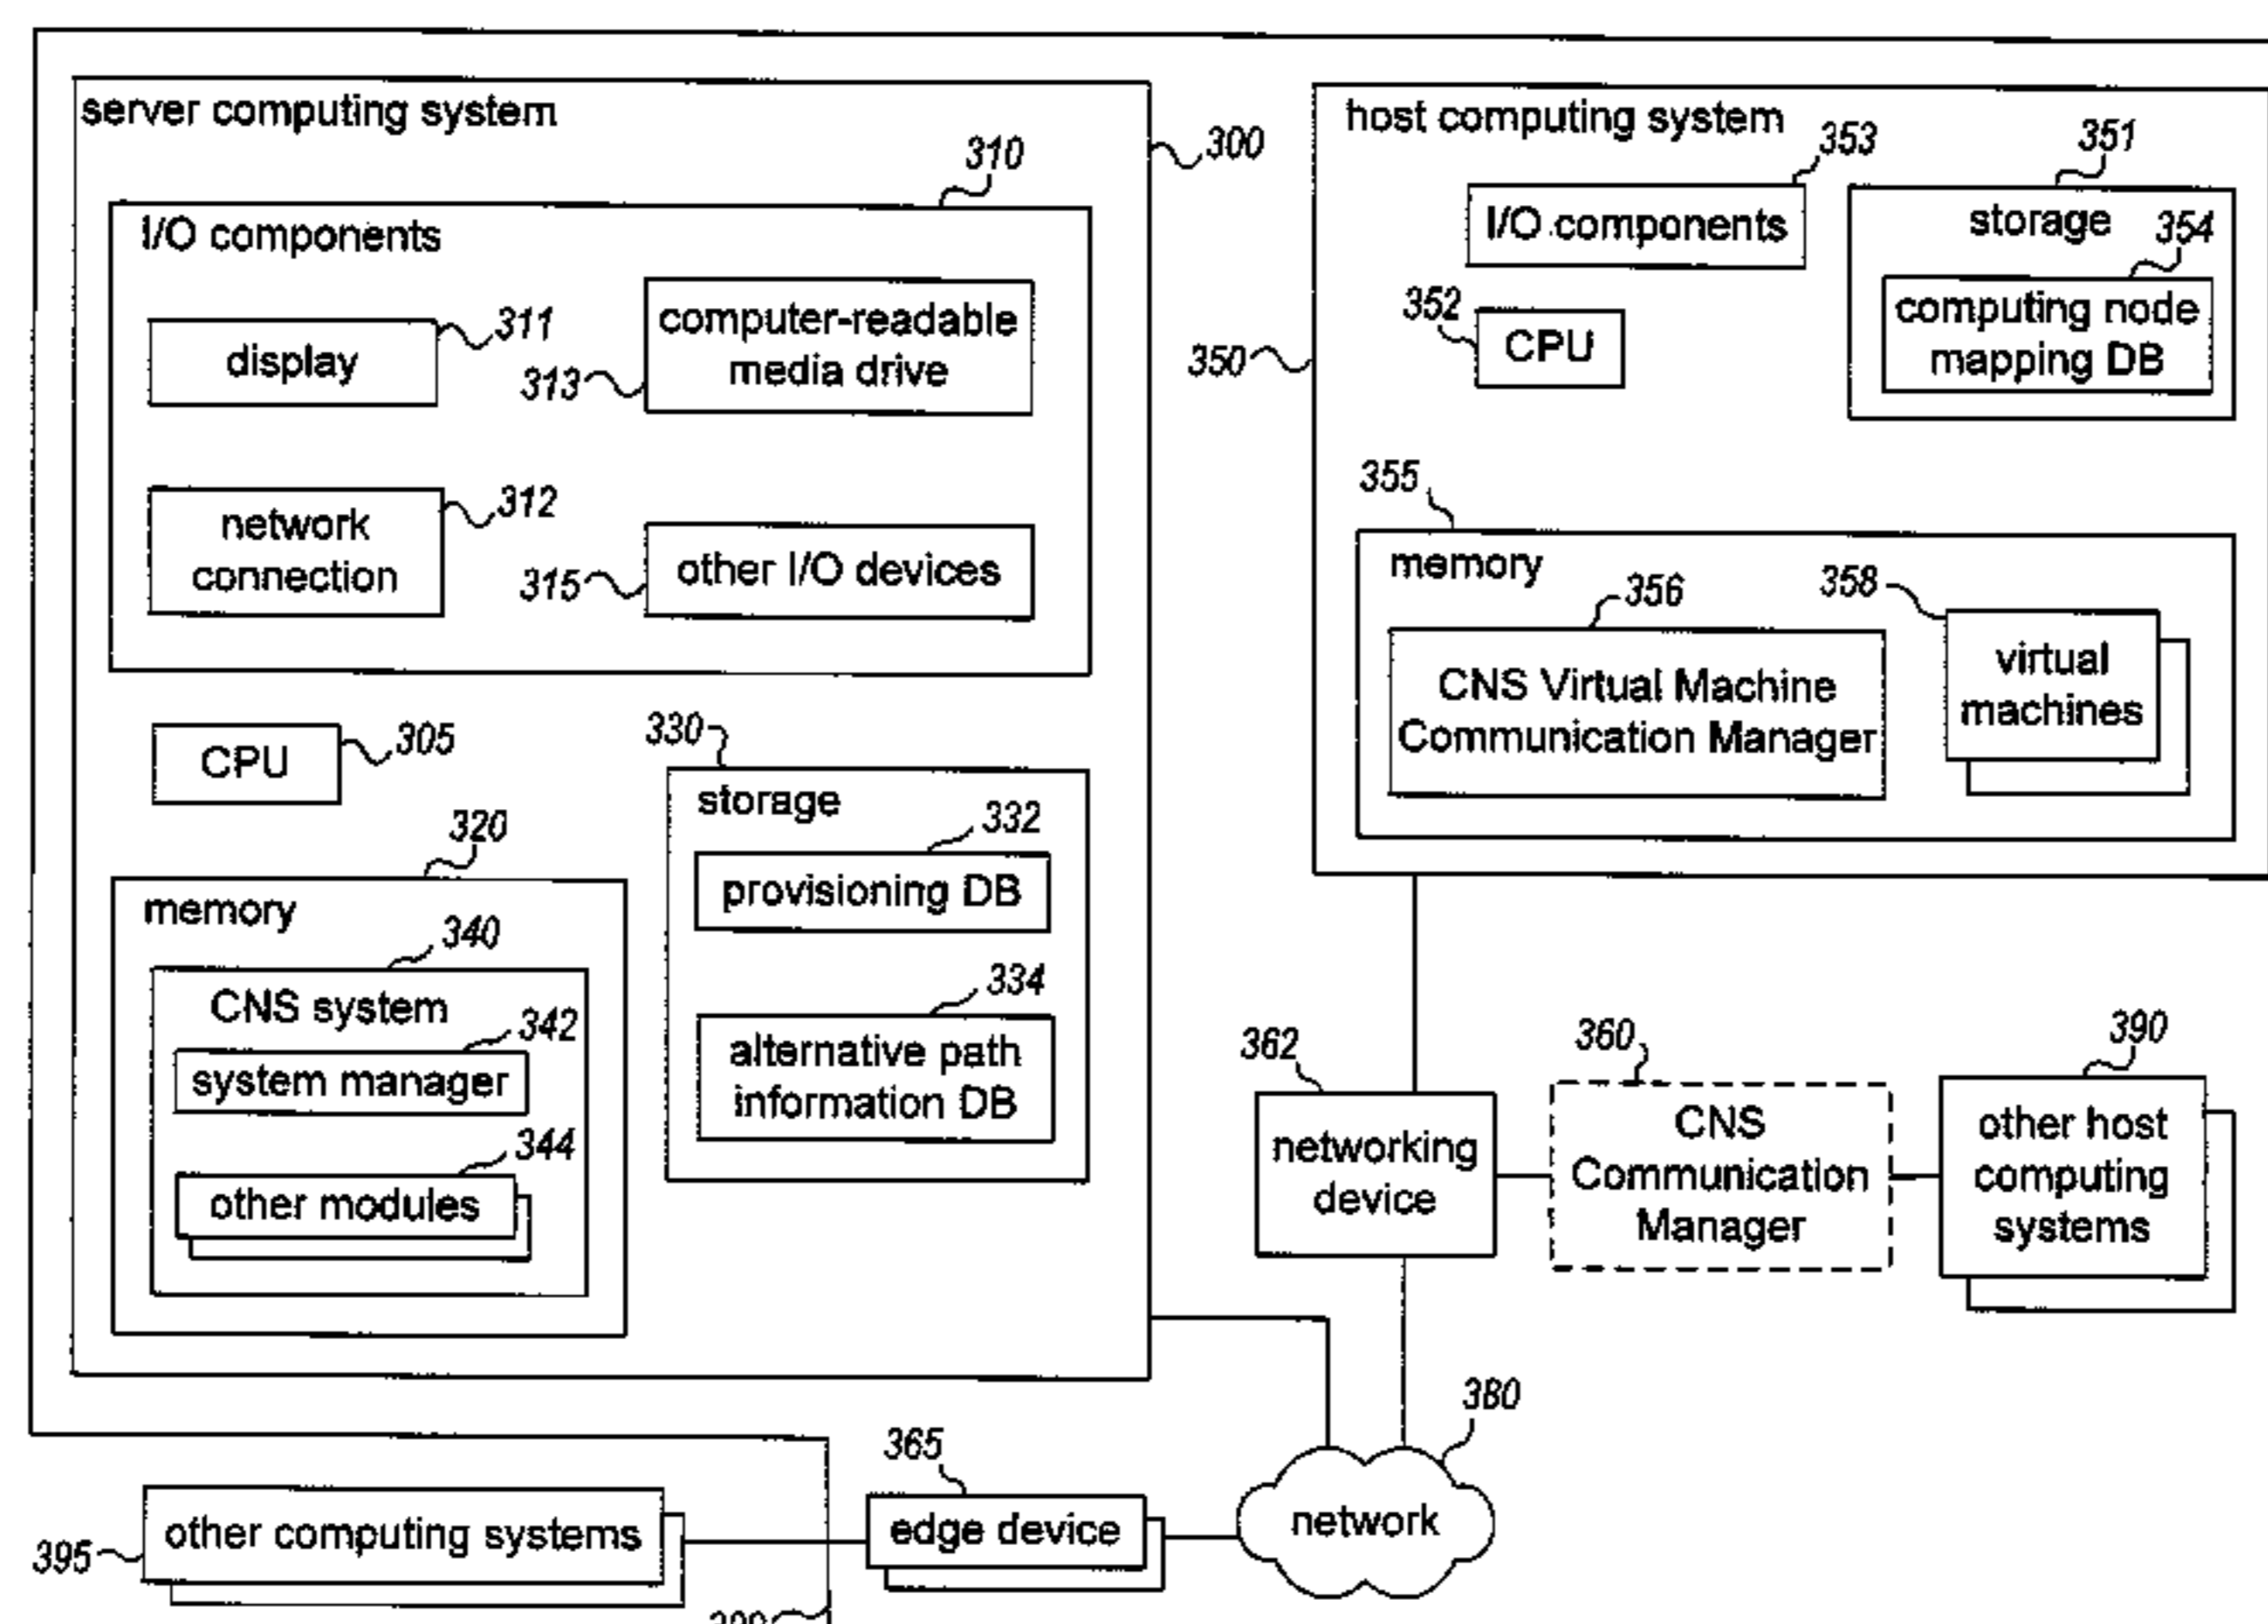 server computing system
300
310
I/O components
display
311
computer-readable
media drive
313
network
connection
312
other I/O devices
315
CPU
305
330
storage
332
provisioning DB
334
alternative path
information DB
320
memory
340
CNS system
342
system manager
344
other modules
host computing system
350
353
I/O components
352
CPU
351
storage
354
computing node
mapping DB
355
memory
356
CNS Virtual Machine
Communication Manager
358
virtual
machines
362
networking
device
360
CNS
Communication
Manager
390
other host
computing
systems
380
network
365
edge device
other computing systems
395